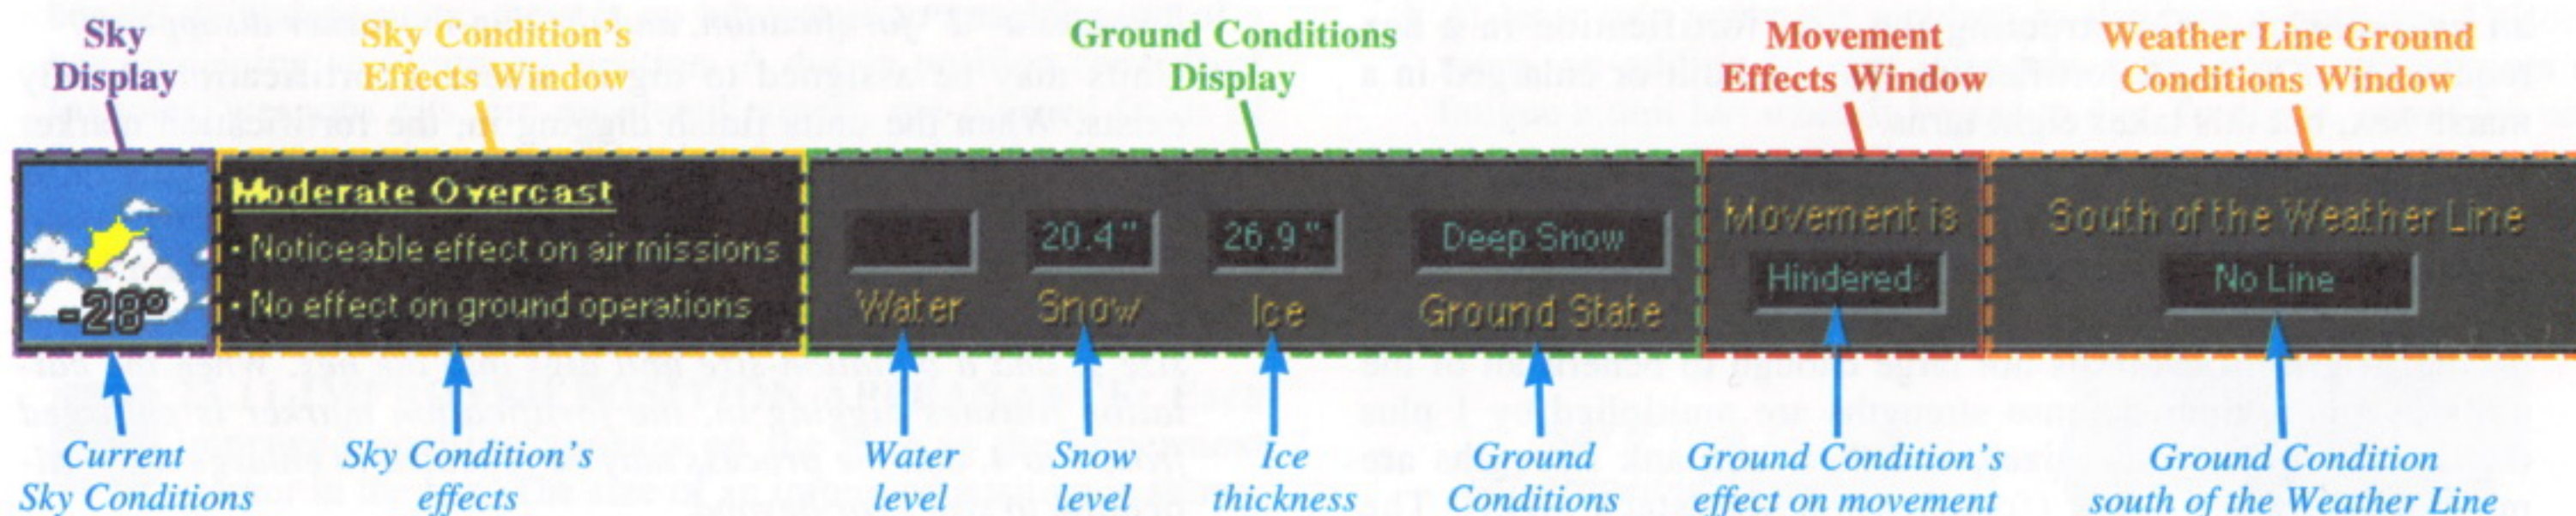 Sky
Display
Sky Condition's
Effects Window
Ground Conditions
Display
Movement
Effects Window
Weather Line Ground
Conditions Window
-28°
Moderate Overcast
• Noticeable effect on air missions
• No effect on ground operations
20.4" 26.9" Deep Snow
Water Snow Ice Ground State
Movement is
Hindered
South of the Weather Line
No Line
Current
Sky Conditions
Sky Condition's
effects
Water
level
Snow
level
Ice
thickness
Ground
Conditions
Ground Condition's
effect on movement
Ground Condition
south of the Weather Line